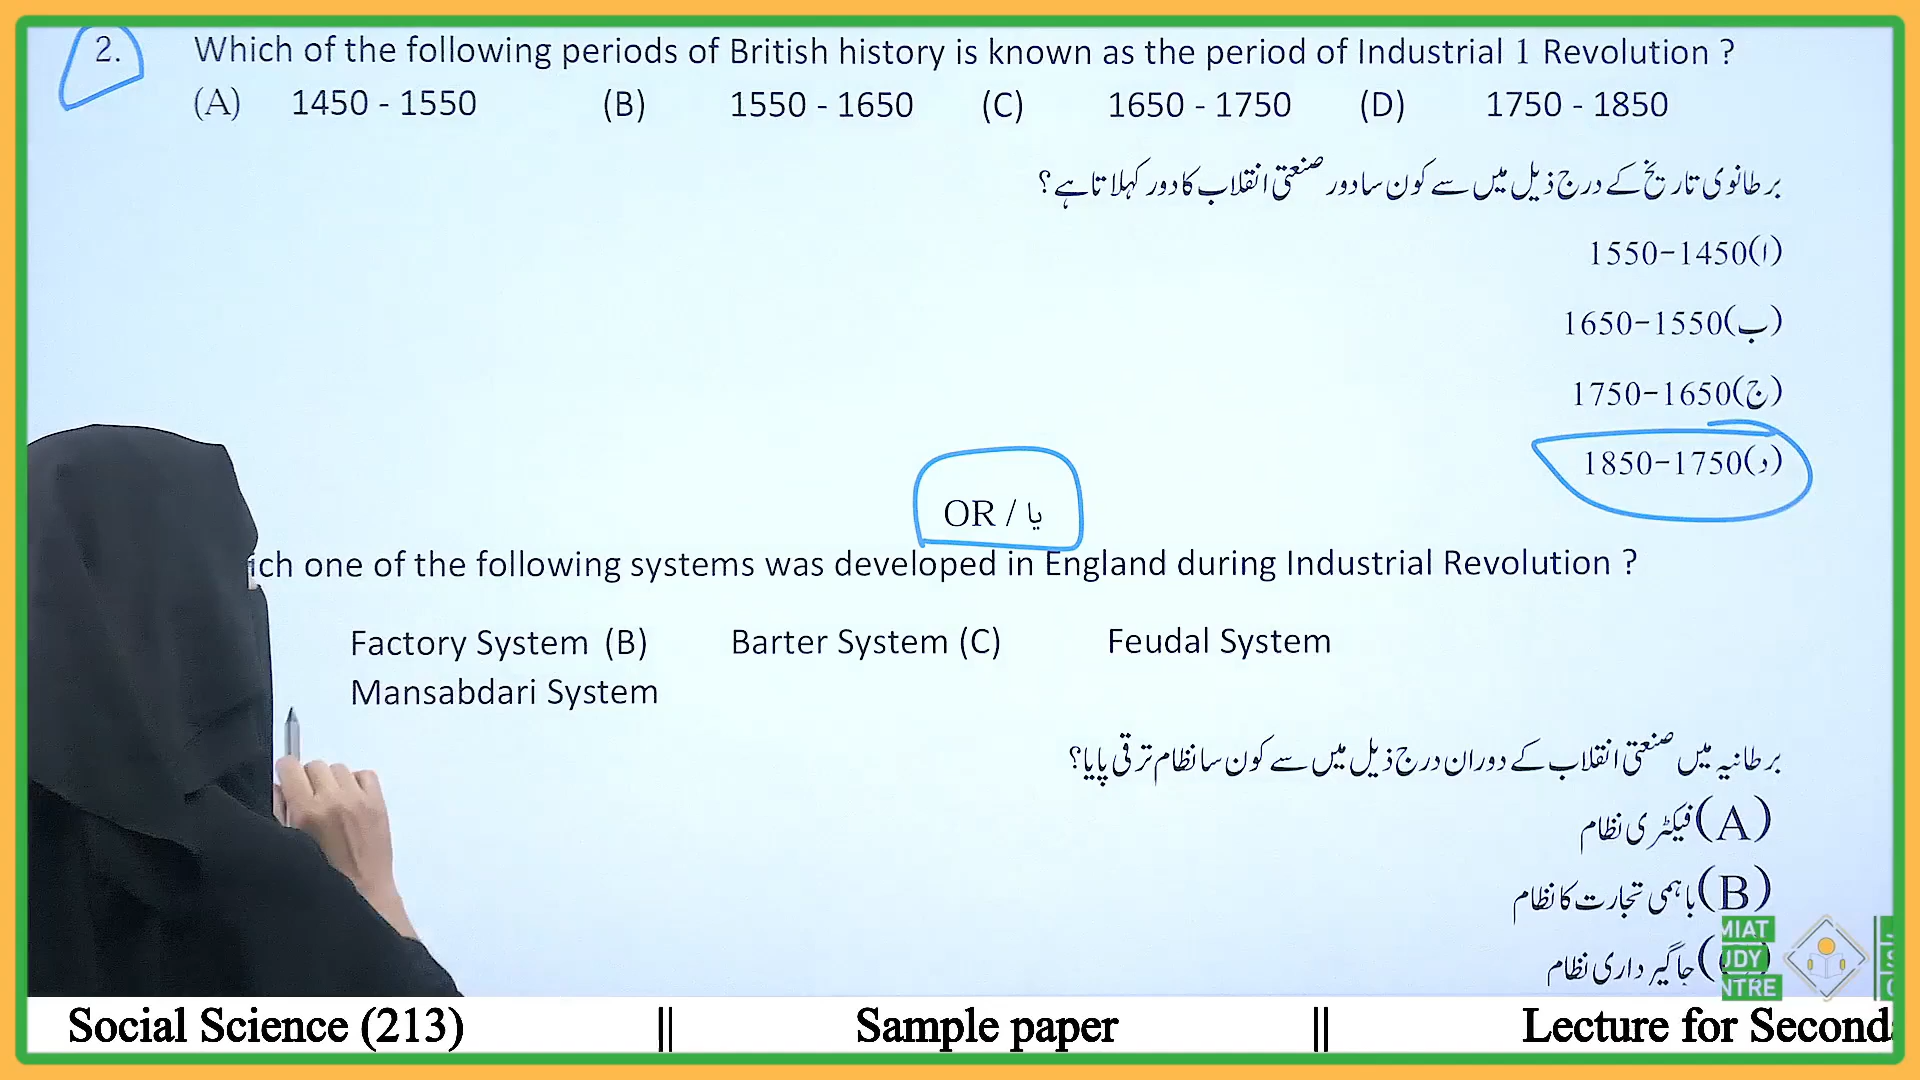 2. Which of the following periods of British history is known as the period of Industrial 1 Revolution ?
(A) 1450 - 1550 (B) 1550 - 1650 (C) 1650 - 1750 (D) 1750 - 1850
برطانوی تاریخ کے درج ذیل میں سے کون سا دور صنعتی انقلاب کا دور کہلاتا ہے؟
(ا)1450-1550
(ب)1550-1650
(ج)1650-1750
(د)1750-1850
OR / یا
one of the following systems was developed in England during Industrial Revolution ?
Factory System (B) Barter System (C) Feudal System
Mansabdari System
برطانیہ میں صنعتی انقلاب کے دوران درج ذیل میں سے کون سا نظام ترقی پایا؟
(A)فیکٹری نظام
(B)باہمی تجارت کا نظام
جاگیر داری نظام
Social Science (213) || Sample paper || Lecture for